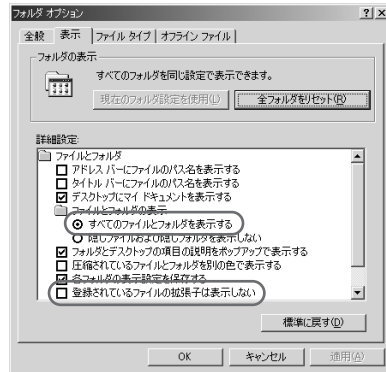 フォルダ オプション
全般 表示 ファイル タイプ オフライン ファイル
フォルダの表示
すべてのフォルダを同じ設定で表示できます。
現在のフォルダ設定を使用(L) 全フォルダをリセット(R)
詳細設定:
ファイルとフォルダ
アドレス バーにファイルのパス名を表示する
タイトル バーにファイルのパス名を表示する
デスクトップにマイ ドキュメントを表示する
ファイルとフォルダの表示
すべてのファイルとフォルダを表示する
隠しファイルおよび隠しフォルダを表示しない
フォルダとデスクトップの項目の説明をポップアップで表示する
圧縮されているファイルとフォルダを別の色で表示する
各フォルダの表示設定を保存する
登録されているファイルの拡張子は表示しない
標準に戻す(D)
OK キャンセル 適用(A)